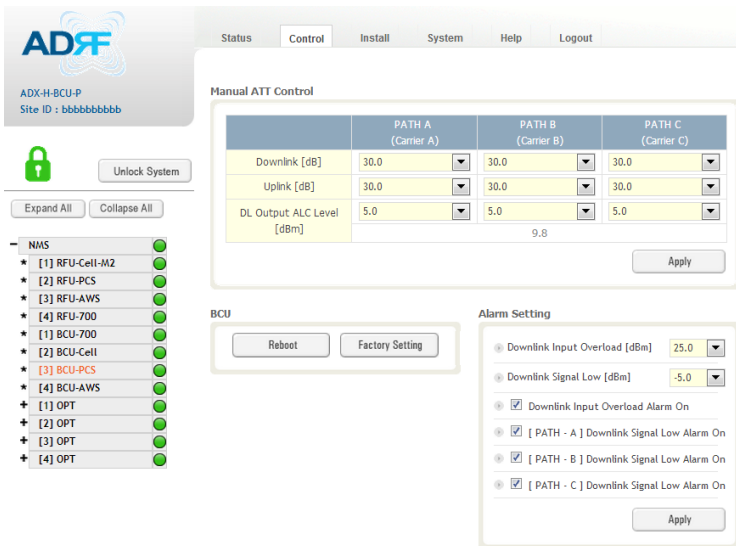 ADRF
Status Control Install System Help Logout
ADX-H-BCU-P
Site ID : bbbbbbbbbb
Unlock System
Expand All Collapse All
− NMS
* [1] RFU-Cell-M2
* [2] RFU-PCS
* [3] RFU-AWS
* [4] RFU-700
* [1] BCU-700
* [2] BCU-Cell
* [3] BCU-PCS
* [4] BCU-AWS
+ [1] OPT
+ [2] OPT
+ [3] OPT
+ [4] OPT
Manual ATT Control
PATH A PATH B PATH C
(Carrier A) (Carrier B) (Carrier C)
Downlink [dB] 30.0 30.0 30.0
Uplink [dB] 30.0 30.0 30.0
DL Output ALC Level 5.0 5.0 5.0
[dBm] 9.8
Apply
BCU
Reboot Factory Setting
Alarm Setting
Downlink Input Overload [dBm] 25.0
Downlink Signal Low [dBm] -5.0
Downlink Input Overload Alarm On
[ PATH - A ] Downlink Signal Low Alarm On
[ PATH - B ] Downlink Signal Low Alarm On
[ PATH - C ] Downlink Signal Low Alarm On
Apply